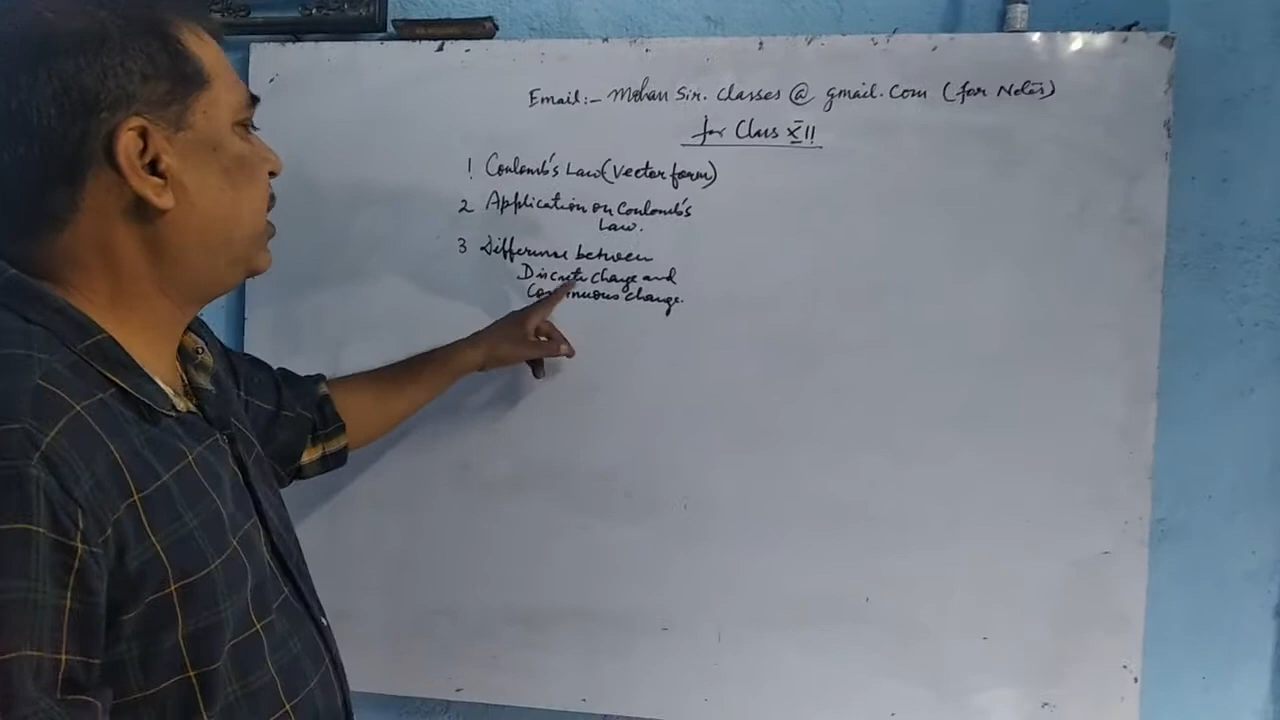 Email:- Mohan Sir. Classes @ gmail.Com (for Notes)
for Class XII
1 Coulomb's Law (Vector form)
2 Application on Coulomb's
Law.
3 Difference between
Discrete charge and
Continuous charge.